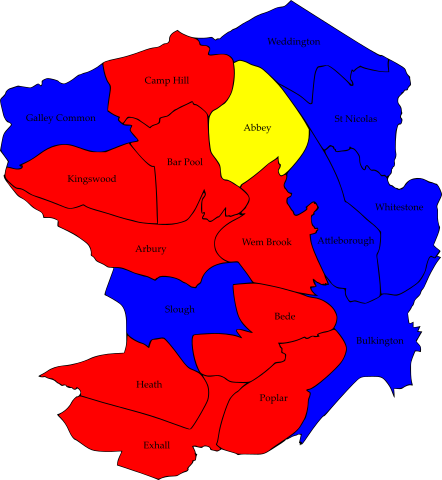 Weddington
Camp Hill
Galley Common
St Nicolas
Abbey
Bar Pool
Kingswood
Whitestone
Attleborough
Wem Brook
Arbury
Slough
Bede
Bulkington
Heath
Poplar
Exhall